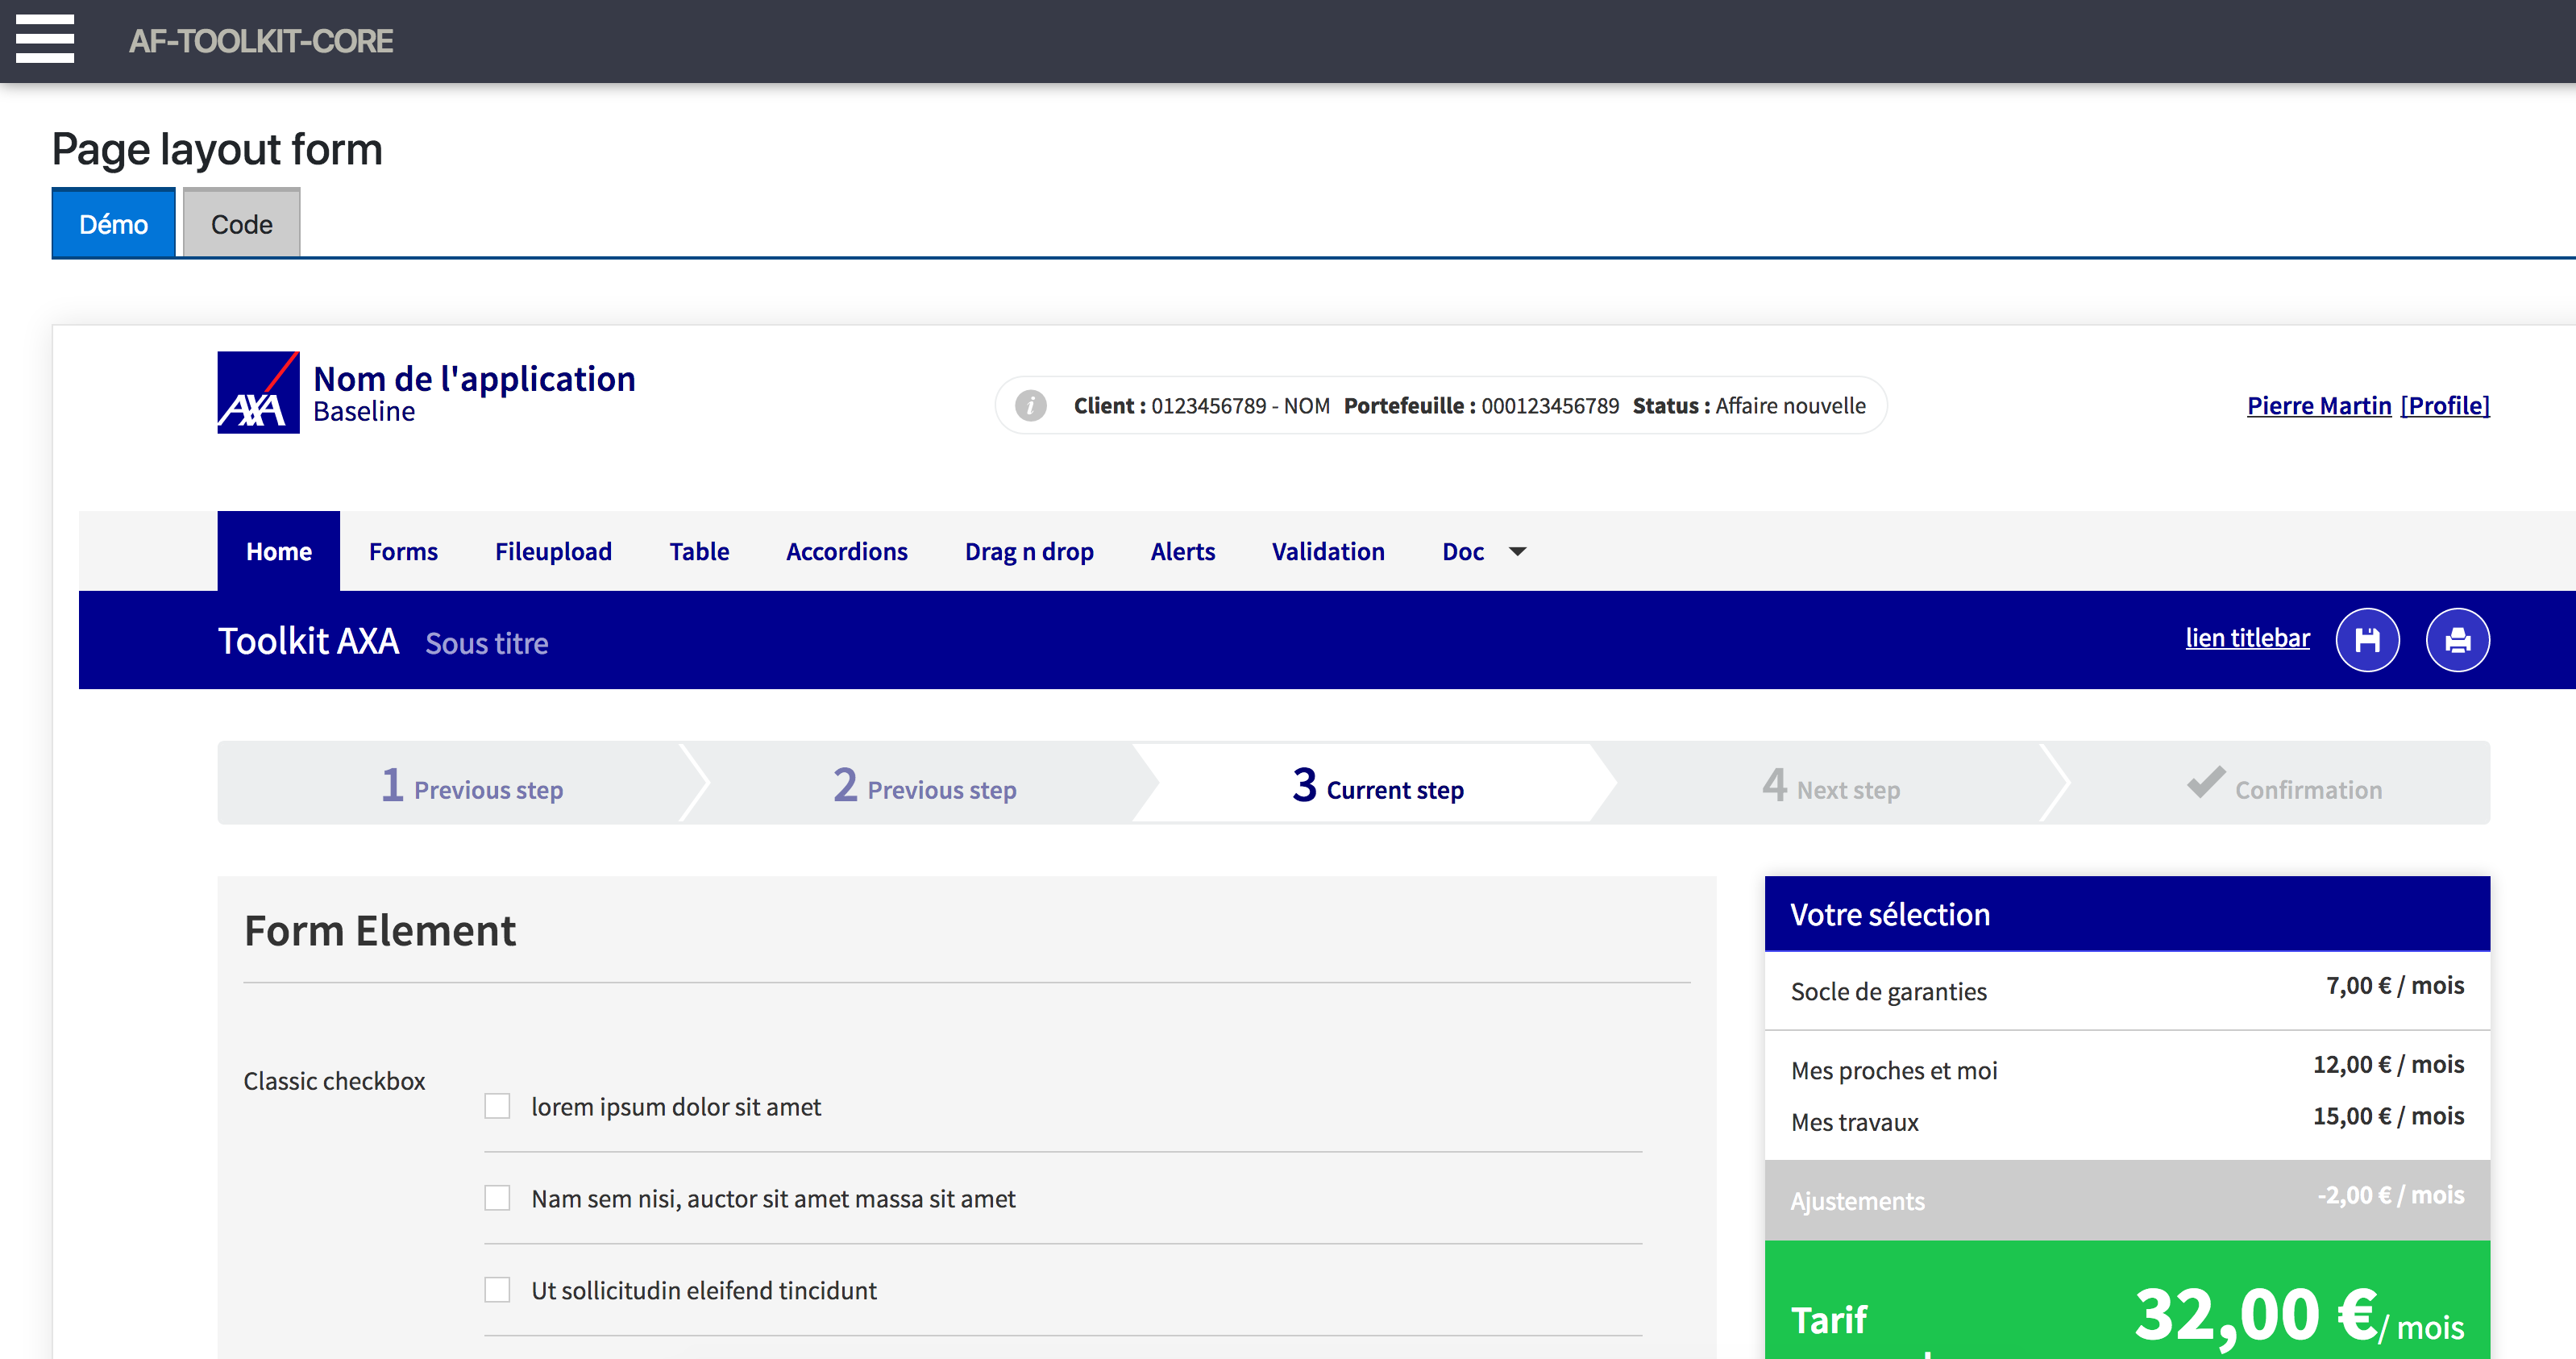 AF-TOOLKIT-CORE
Page layout form
Démo Code
AXA
Nom de l'application
Baseline
i Client : 0123456789 - NOM Portefeuille : 000123456789 Status : Affaire nouvelle
Pierre Martin [Profile]
Home Forms Fileupload Table Accordions Drag n drop Alerts Validation Doc
Toolkit AXA Sous titre lien titlebar
1 Previous step 2 Previous step 3 Current step 4 Next step Confirmation
Form Element
Classic checkbox
lorem ipsum dolor sit amet
Nam sem nisi, auctor sit amet massa sit amet
Ut sollicitudin eleifend tincidunt
Votre sélection
Socle de garanties 7,00 € / mois
Mes proches et moi 12,00 € / mois
Mes travaux 15,00 € / mois
Ajustements -2,00 € / mois
Tarif 32,00 €/ mois